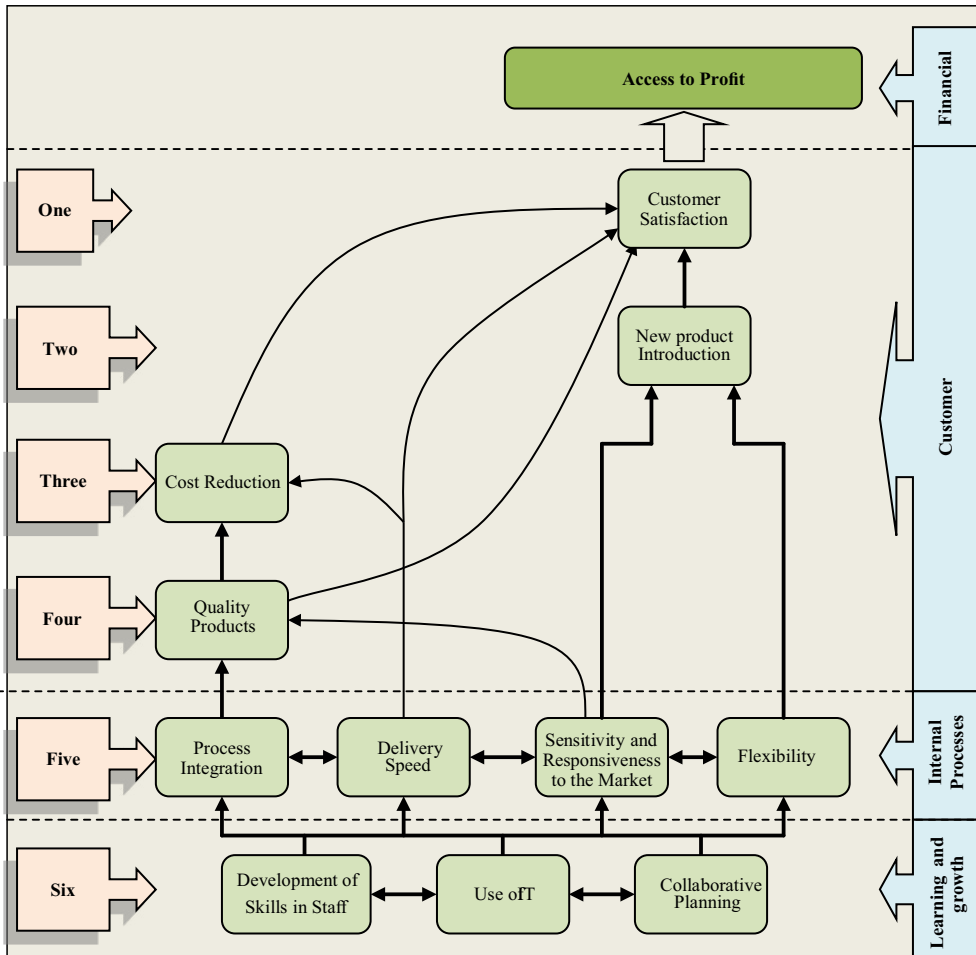 Access to Profit
Financial
One
Customer
Satisfaction
Two
New product
Introduction
Customer
Three
Cost Reduction
Four
Quality
Products
Five
Process
Integration
Delivery
Speed
Sensitivity and
Responsiveness
to the Market
Flexibility
Internal
Processes
Six
Development of
Skills in Staff
Use ofIT
Collaborative
Planning
Learning and
growth